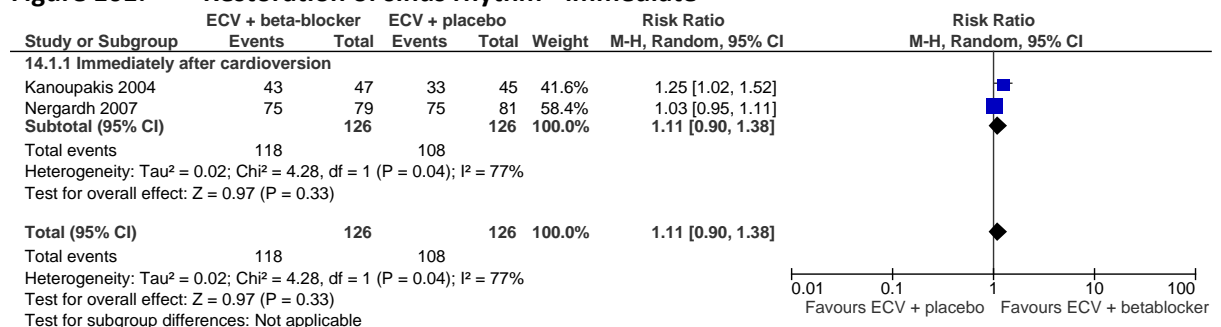 ECV + beta-blocker ECV + placebo Risk Ratio Risk Ratio
Study or Subgroup Events Total Events Total Weight M-H, Random, 95% CI M-H, Random, 95% CI
14.1.1 Immediately after cardioversion
Kanoupakis 2004 43 47 33 45 41.6% 1.25 [1.02, 1.52]
Nergardh 2007 75 79 75 81 58.4% 1.03 [0.95, 1.11]
Subtotal (95% CI) 126 126 100.0% 1.11 [0.90, 1.38]
Total events 118 108
Heterogeneity: Tau² = 0.02; Chi² = 4.28, df = 1 (P = 0.04); I² = 77%
Test for overall effect: Z = 0.97 (P = 0.33)
Total (95% CI) 126 126 100.0% 1.11 [0.90, 1.38]
Total events 118 108
Heterogeneity: Tau² = 0.02; Chi² = 4.28, df = 1 (P = 0.04); I² = 77%
Test for overall effect: Z = 0.97 (P = 0.33)
Test for subgroup differences: Not applicable
0.01 0.1 1 10 100
Favours ECV + placebo Favours ECV + betablocker